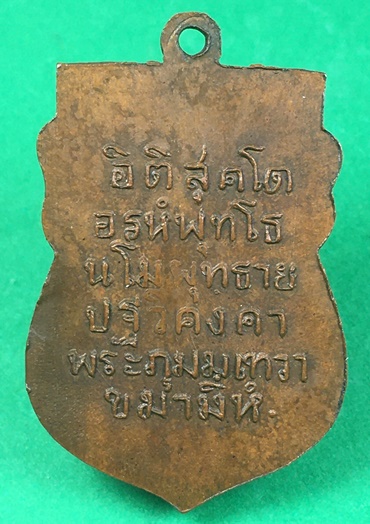 อิติสุคโต
อรหํพุทโธ
นโมพุทธาย
ปฐวีคงคา
พระภุมมเทวา
ขมามิหํ.